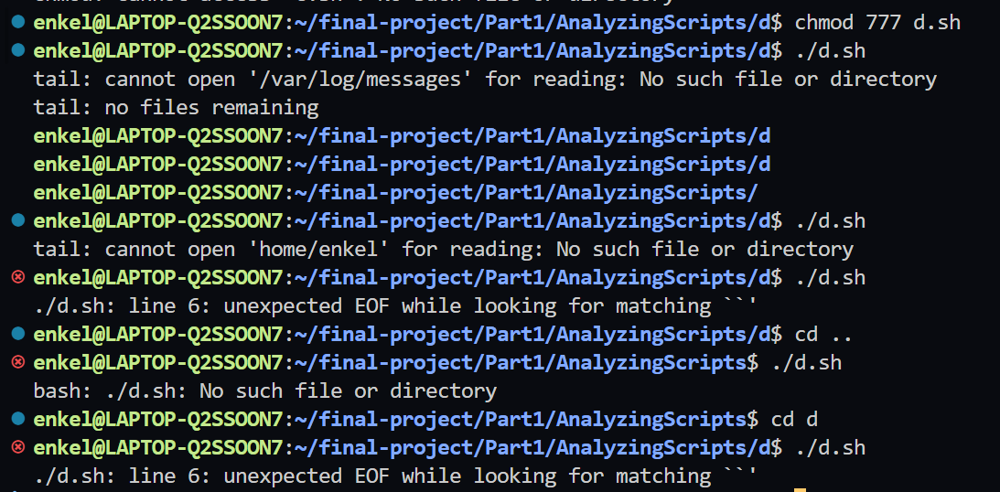 enkel@LAPTOP-Q2SSOON7:~/final-project/Part1/AnalyzingScripts/d$ chmod 777 d.sh
enkel@LAPTOP-Q2SSOON7:~/final-project/Part1/AnalyzingScripts/d$ ./d.sh
tail: cannot open '/var/log/messages' for reading: No such file or directory
tail: no files remaining
enkel@LAPTOP-Q2SSOON7:~/final-project/Part1/AnalyzingScripts/d
enkel@LAPTOP-Q2SSOON7:~/final-project/Part1/AnalyzingScripts/d
enkel@LAPTOP-Q2SSOON7:~/final-project/Part1/AnalyzingScripts/
enkel@LAPTOP-Q2SSOON7:~/final-project/Part1/AnalyzingScripts/d$ ./d.sh
tail: cannot open 'home/enkel' for reading: No such file or directory
enkel@LAPTOP-Q2SSOON7:~/final-project/Part1/AnalyzingScripts/d$ ./d.sh
./d.sh: line 6: unexpected EOF while looking for matching ``'
enkel@LAPTOP-Q2SSOON7:~/final-project/Part1/AnalyzingScripts/d$ cd ..
enkel@LAPTOP-Q2SSOON7:~/final-project/Part1/AnalyzingScripts$ ./d.sh
bash: ./d.sh: No such file or directory
enkel@LAPTOP-Q2SSOON7:~/final-project/Part1/AnalyzingScripts$ cd d
enkel@LAPTOP-Q2SSOON7:~/final-project/Part1/AnalyzingScripts/d$ ./d.sh
./d.sh: line 6: unexpected EOF while looking for matching ``'